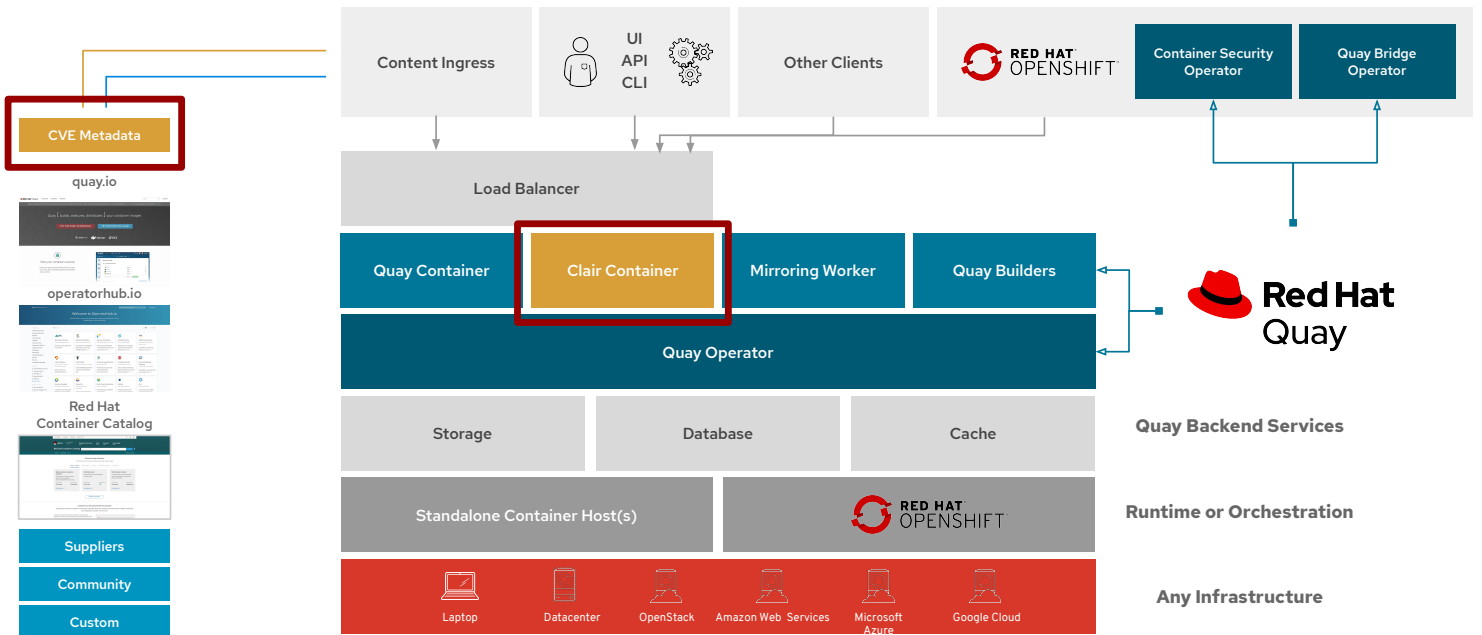 Content Ingress
UI
API
CLI
Other Clients
RED HAT
OPENSHIFT
Container Security
Operator
Quay Bridge
Operator
CVE Metadata
quay.io
operatorhub.io
Red Hat
Container Catalog
Suppliers
Community
Custom
Load Balancer
Quay Container
Clair Container
Mirroring Worker
Quay Builders
Quay Operator
Red Hat
Quay
Storage
Database
Cache
Quay Backend Services
Standalone Container Host(s)
RED HAT
OPENSHIFT
Runtime or Orchestration
Laptop
Datacenter
OpenStack
Amazon Web Services
Microsoft
Azure
Google Cloud
Any Infrastructure